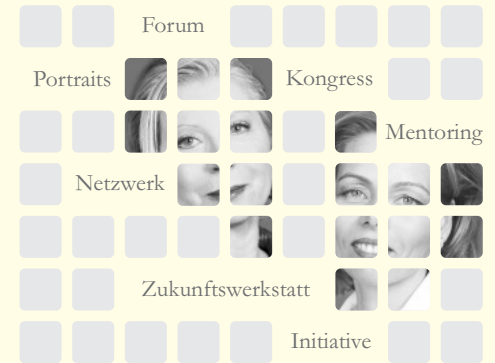 Forum
Portraits Kongress
Mentoring
Netzwerk
Zukunftswerkstatt
Initiative